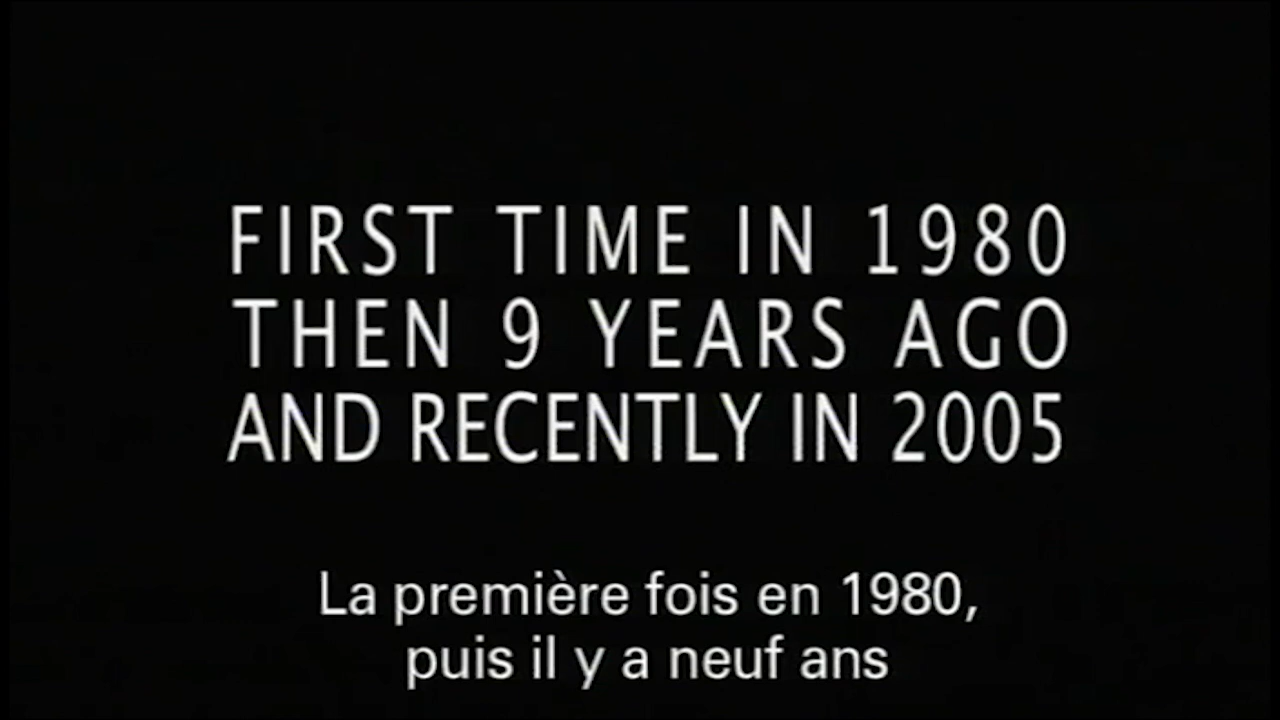 FIRST TIME IN 1980
THEN 9 YEARS AGO
AND RECENTLY IN 2005
La première fois en 1980,
puis il y a neuf ans